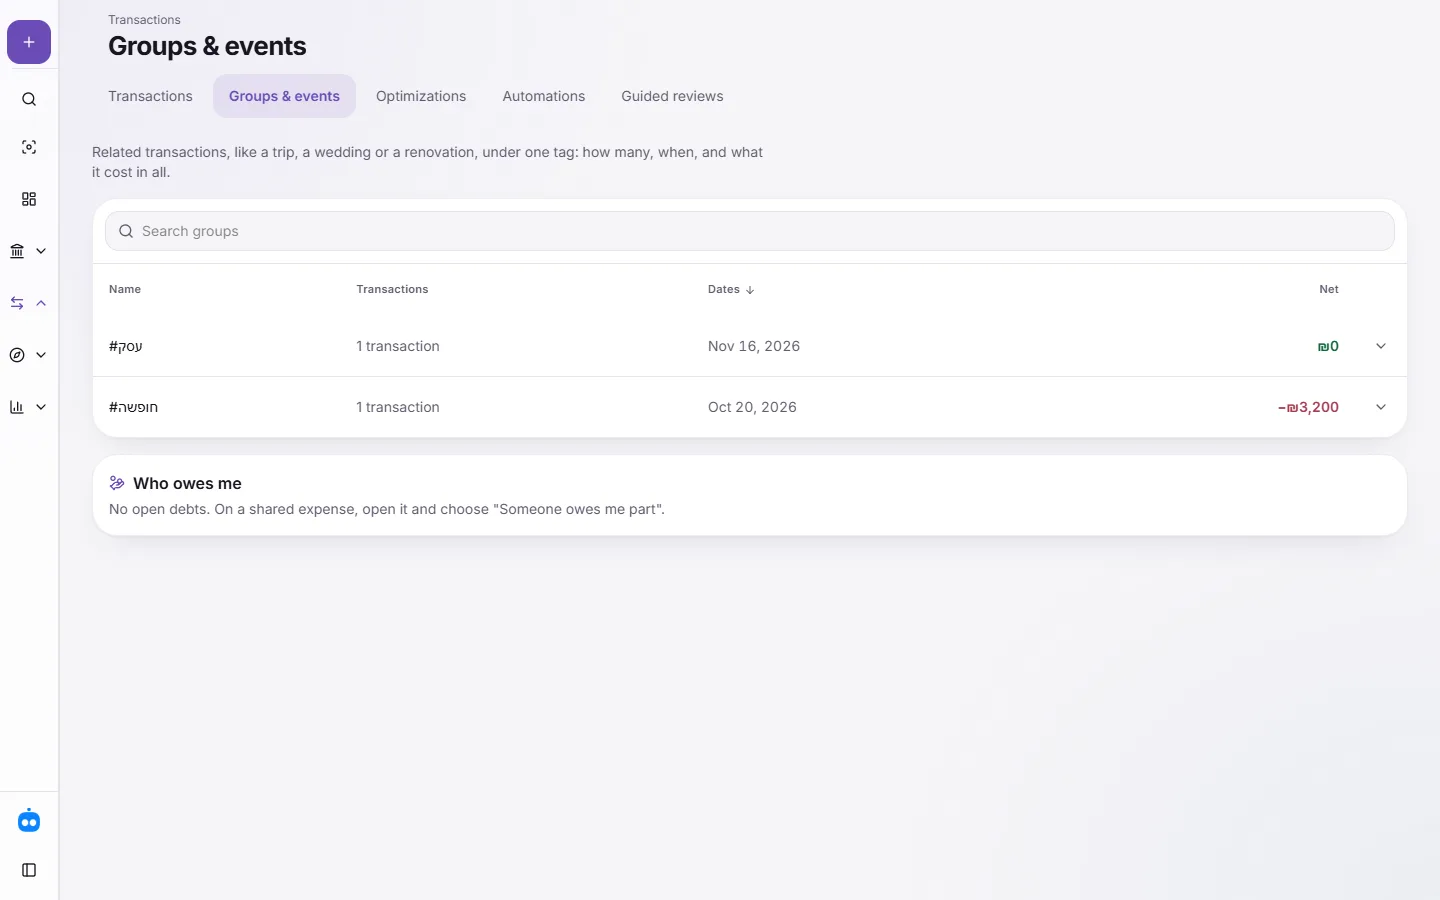 Transactions
Groups & events
Transactions Groups & events Optimizations Automations Guided reviews
Related transactions, like a trip, a wedding or a renovation, under one tag: how many, when, and what
it cost in all.
Search groups
Name Transactions Dates ↓ Net
#עסק 1 transaction Nov 16, 2026 ₪0
#חופשה 1 transaction Oct 20, 2026 −₪3,200
Who owes me
No open debts. On a shared expense, open it and choose "Someone owes me part".